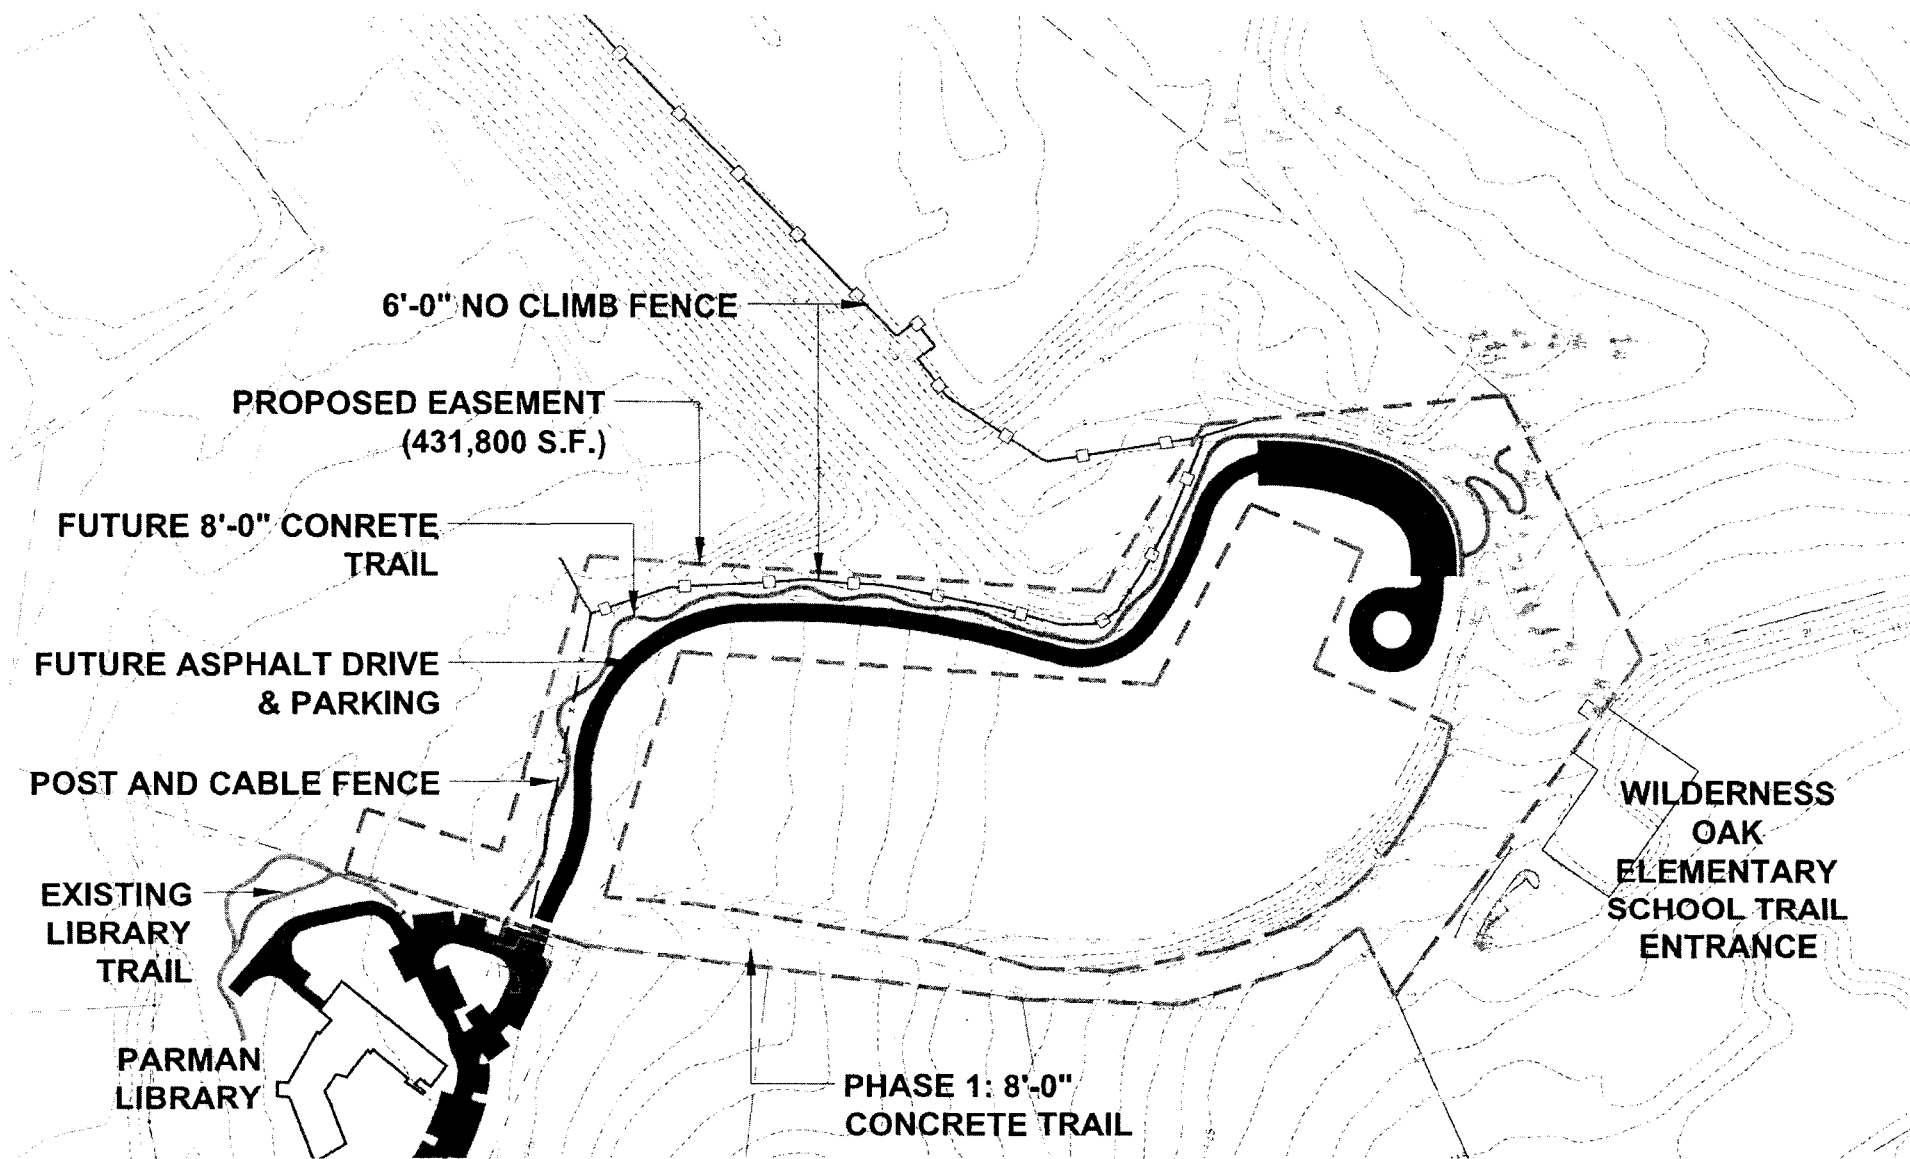 6'-0" NO CLIMB FENCE
PROPOSED EASEMENT
(431,800 S.F.)
FUTURE 8'-0" CONRETE
TRAIL
FUTURE ASPHALT DRIVE
& PARKING
POST AND CABLE FENCE
EXISTING
LIBRARY
TRAIL
PARMAN
LIBRARY
PHASE 1: 8'-0"
CONCRETE TRAIL
WILDERNESS
OAK
ELEMENTARY
SCHOOL TRAIL
ENTRANCE